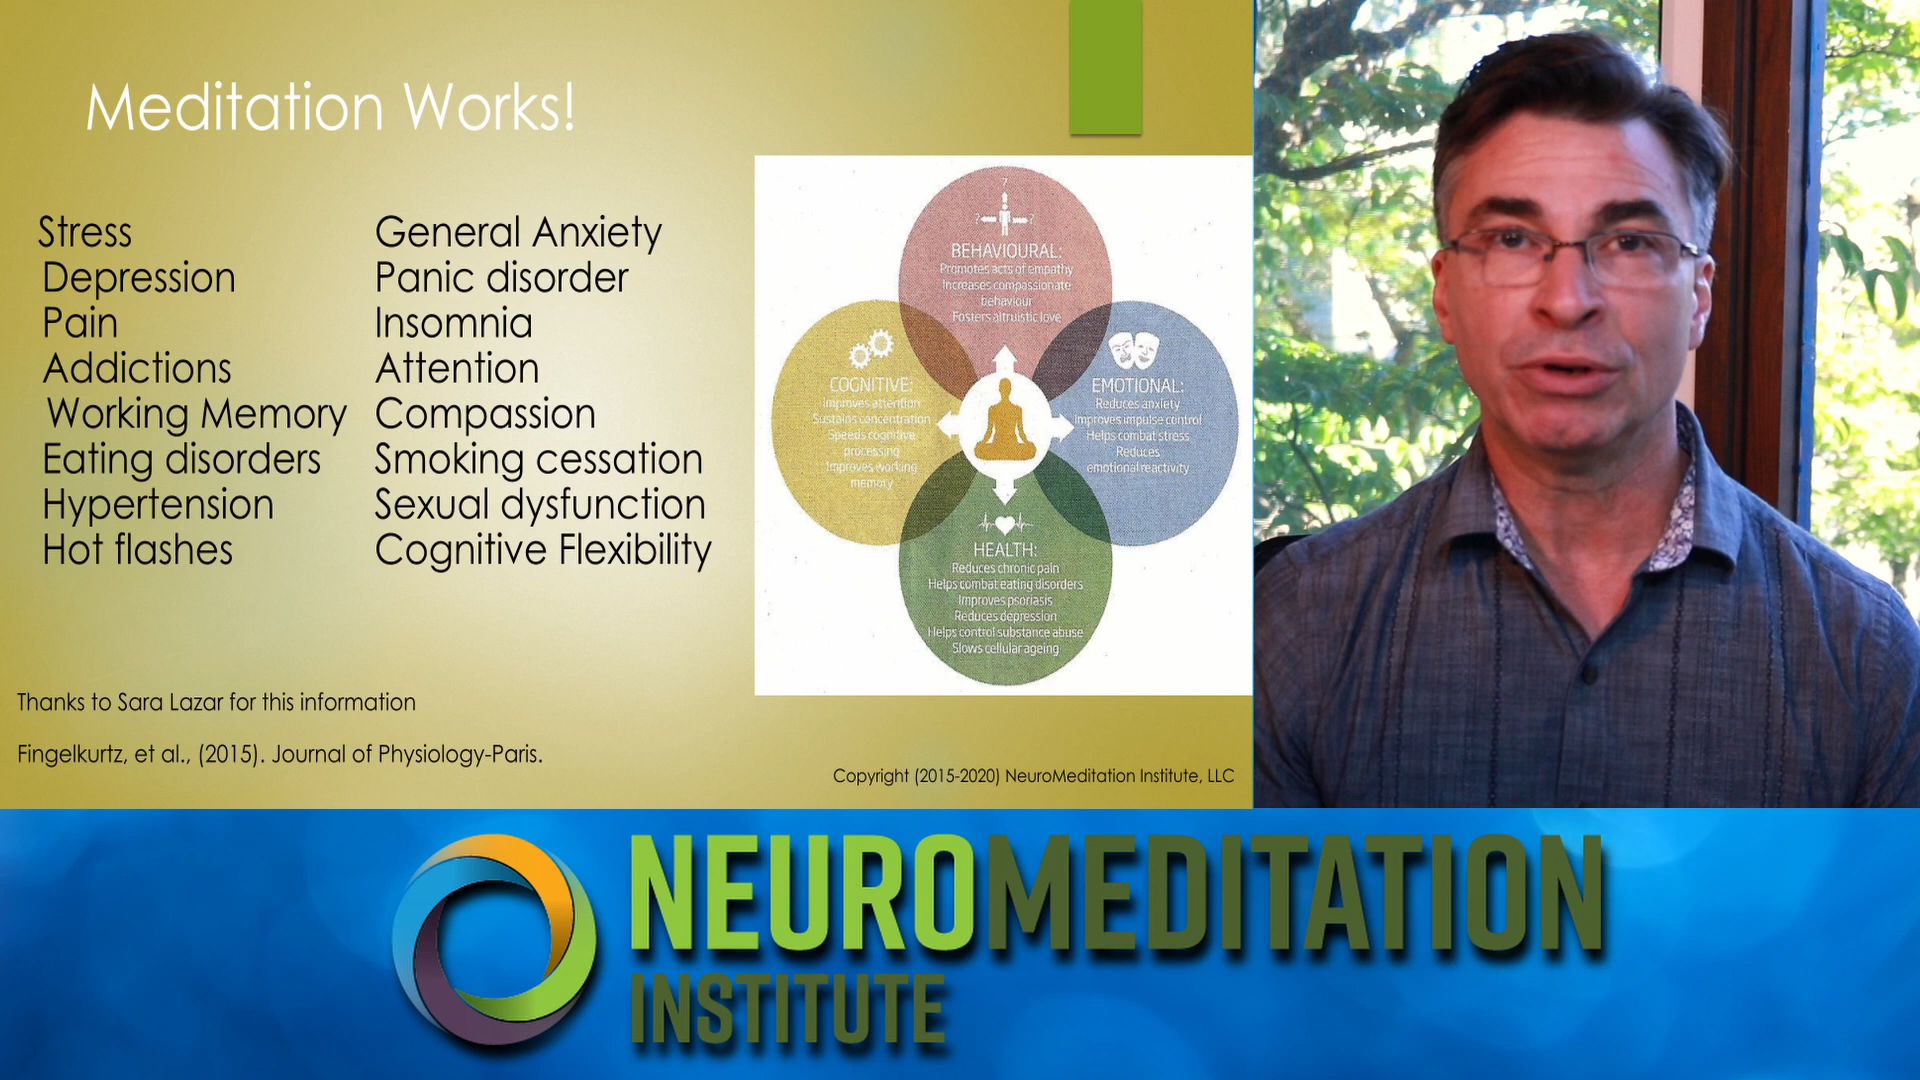 Meditation Works!
Stress
Depression
Pain
Addictions
Working Memory
Eating disorders
Hypertension
Hot flashes
General Anxiety
Panic disorder
Insomnia
Attention
Compassion
Smoking cessation
Sexual dysfunction
Cognitive Flexibility
?
? ?
BEHAVIOURAL:
Promotes acts of empathy
Increases compassionate
behaviour
Fosters altruistic love
COGNITIVE:
Improves attention
Sustains concentration
Speeds cognitive
processing
Improves working
memory
EMOTIONAL:
Reduces anxiety
Improves impulse control
Helps combat stress
Reduces
emotional reactivity
HEALTH:
Reduces chronic pain
Helps combat eating disorders
Improves psoriasis
Reduces depression
Helps control substance abuse
Slows cellular ageing
Thanks to Sara Lazar for this information
Fingelkurtz, et al., (2015). Journal of Physiology-Paris.
Copyright (2015-2020) NeuroMeditation Institute, LLC
NEUROMEDITATION
INSTITUTE